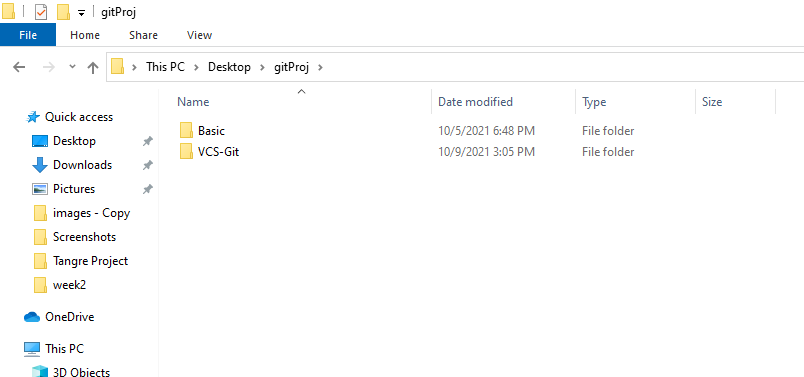 gitProj
File Home Share View
This PC Desktop gitProj
Name Date modified Type Size
Basic 10/5/2021 6:48 PM File folder
VCS-Git 10/9/2021 3:05 PM File folder
Quick access
Desktop
Downloads
Pictures
images - Copy
Screenshots
Tangre Project
week2
OneDrive
This PC
3D Objects